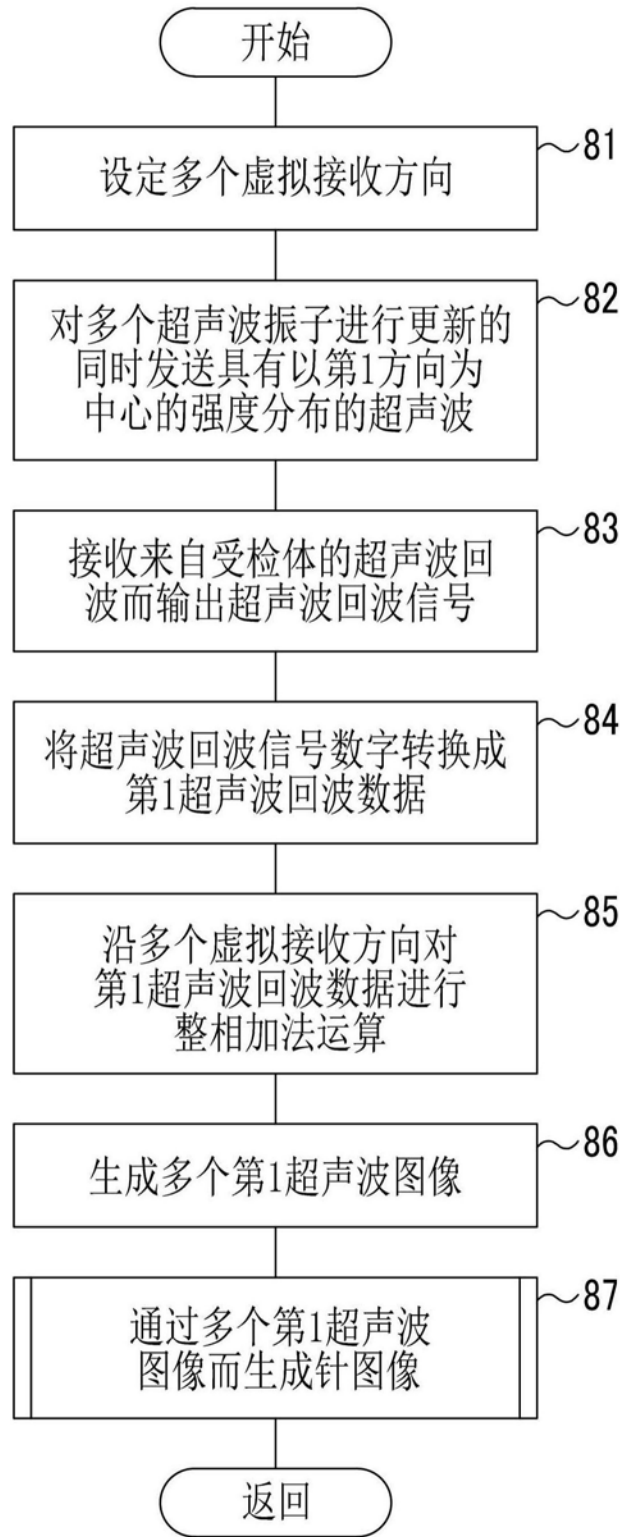 开始
81
设定多个虚拟接收方向
82
对多个超声波振子进行更新的
同时发送具有以第1方向为
中心的强度分布的超声波
83
接收来自受检体的超声波回
波而输出超声波回波信号
84
将超声波回波信号数字转换成
第1超声波回波数据
85
沿多个虚拟接收方向对
第1超声波回波数据进行
整相加法运算
86
生成多个第1超声波图像
87
通过多个第1超声波
图像而生成针图像
返回